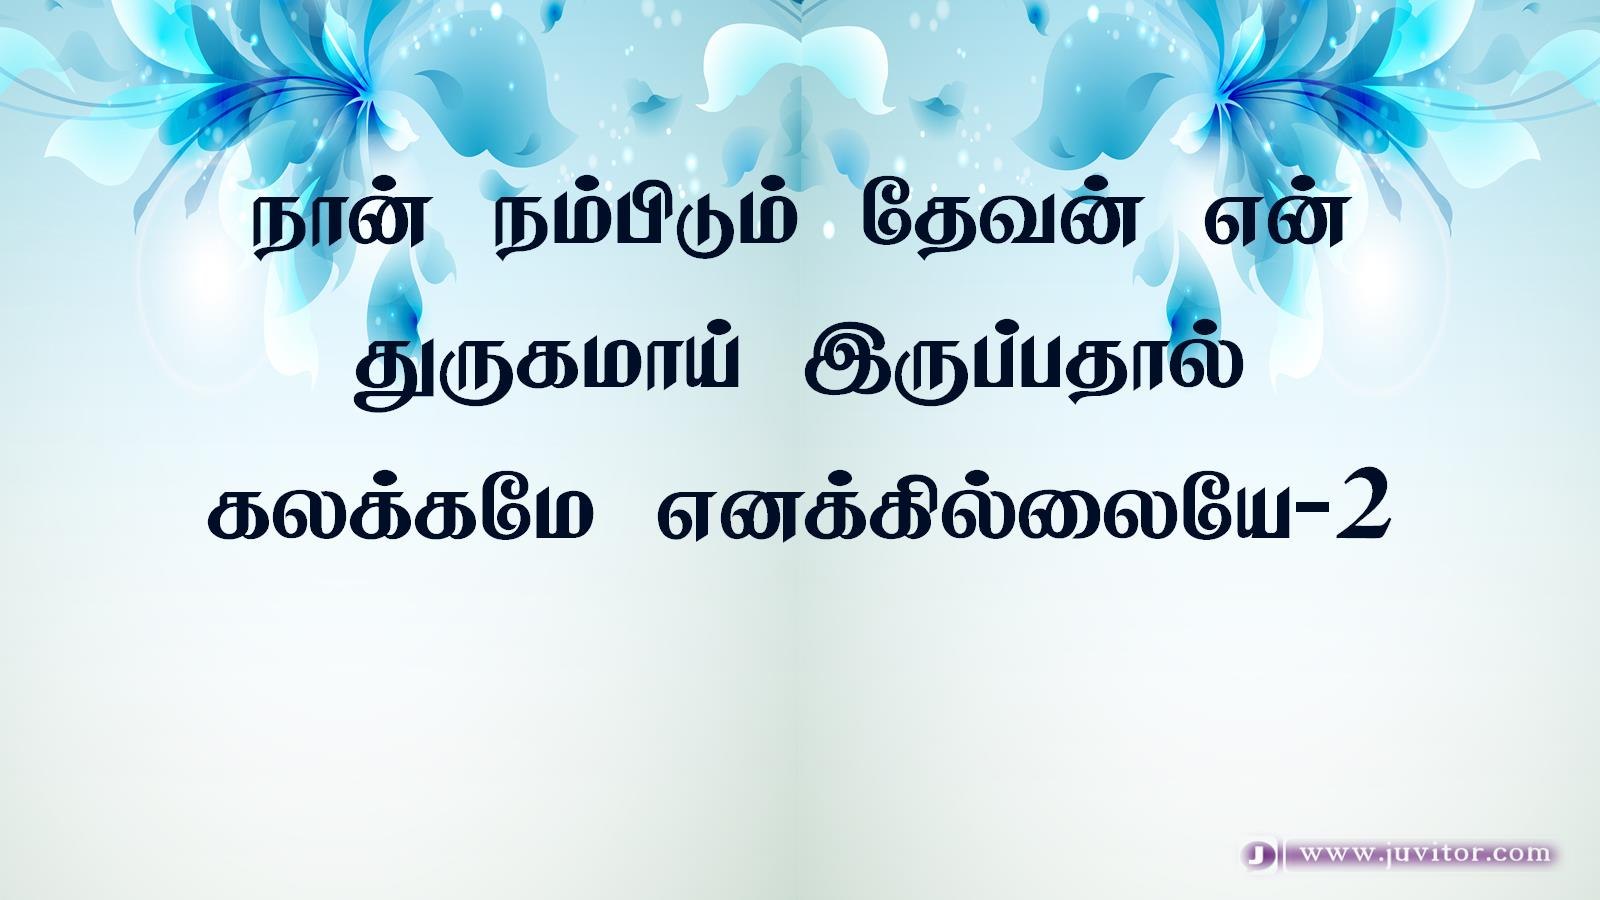 நான் நம்பிடும் தேவன் என்
துருகமாய் இருப்பதால்
கலக்கமே எனக்கில்லையே-2
J www.juvitor.com